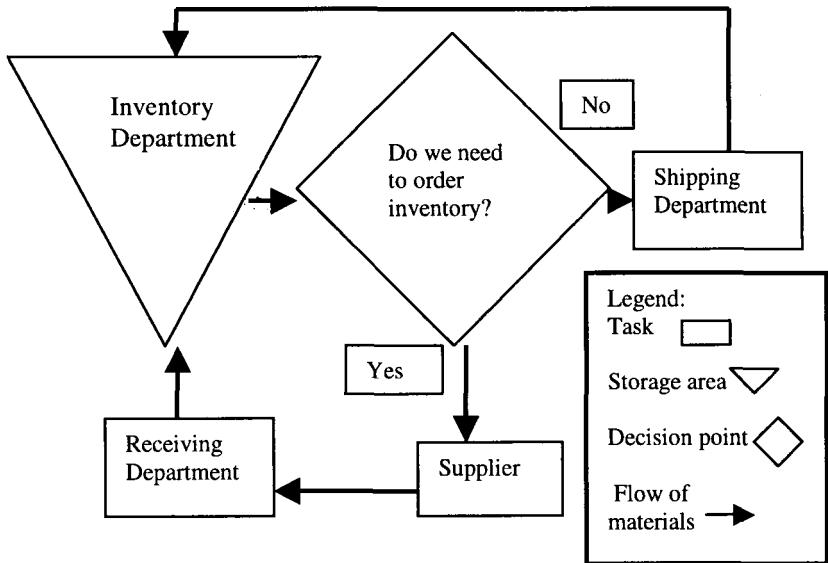 Inventory
Department
No
Do we need
to order
inventory?
Shipping
Department
Yes
Receiving
Department
Supplier
Legend:
Task
Storage area
Decision point
Flow of
materials